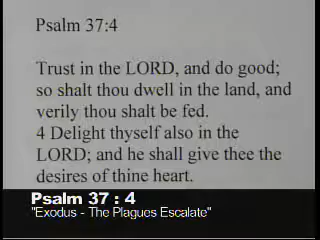 Psalm 37:4
Trust in the LORD, and do good;
so shalt thou dwell in the land, and
verily thou shalt be fed.
4 Delight thyself also in the
LORD; and he shall give thee the
desires of thine heart.
Psalm 37 : 4
"Exodus - The Plagues Escalate"